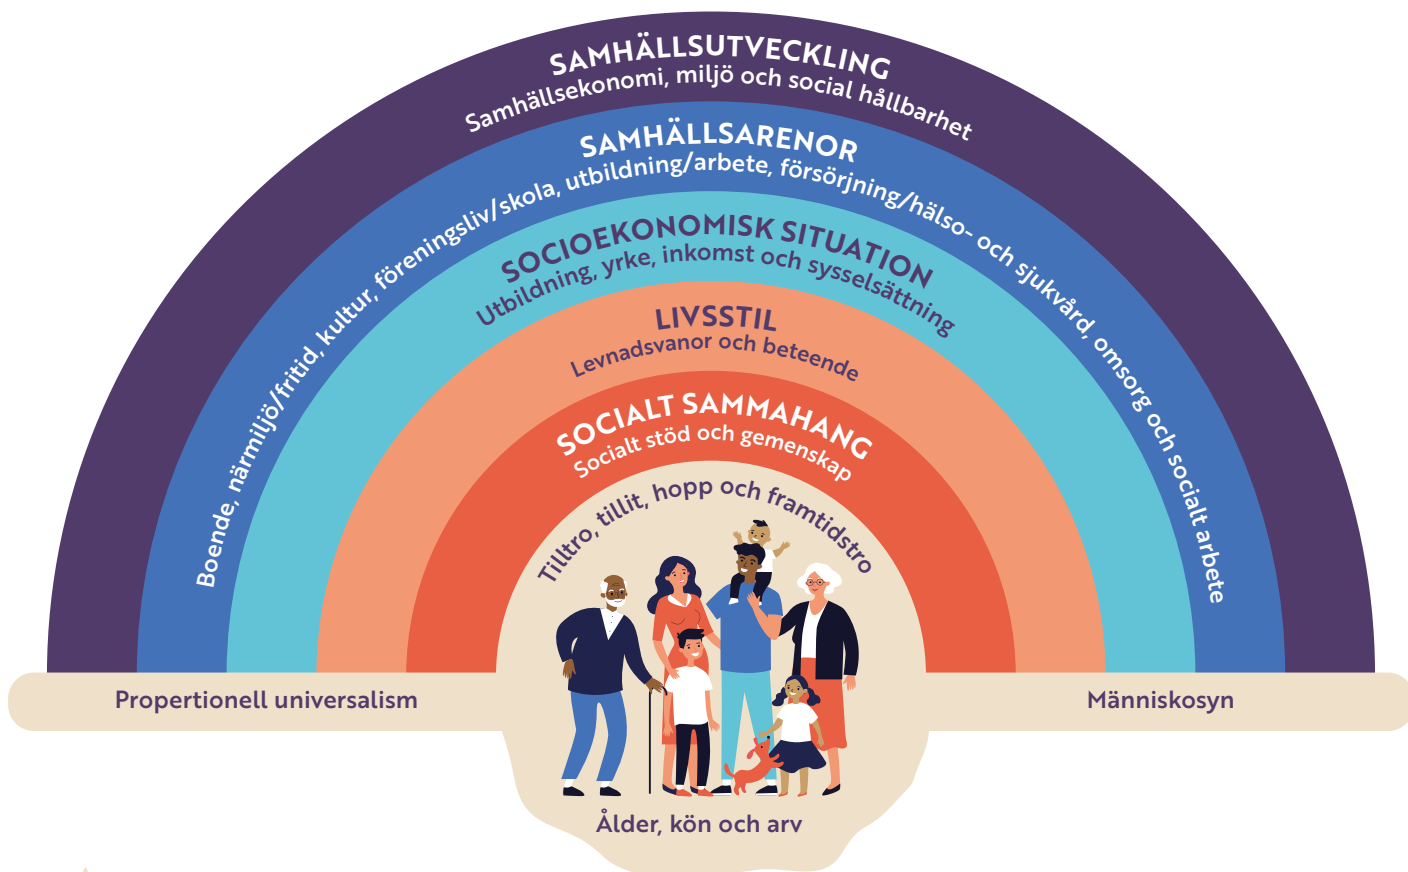 SAMHÄLLSUTVECKLING
Samhällsekonomi, miljö och social hållbarhet
SAMHÄLLSARENOR
Boende, närmiljö/fritid, kultur, föreningsliv/skola, utbildning/arbete, försörjning/hälso- och sjukvård, omsorg och socialt arbete
SOCIOEKONOMISK SITUATION
Utbildning, yrke, inkomst och sysselsättning
LIVSSTIL
Levnadsvanor och beteende
SOCIALT SAMMAHANG
Socialt stöd och gemenskap
Tilltro, tillit, hopp och framtidstro
Propertionell universalism
Människosyn
Ålder, kön och arv